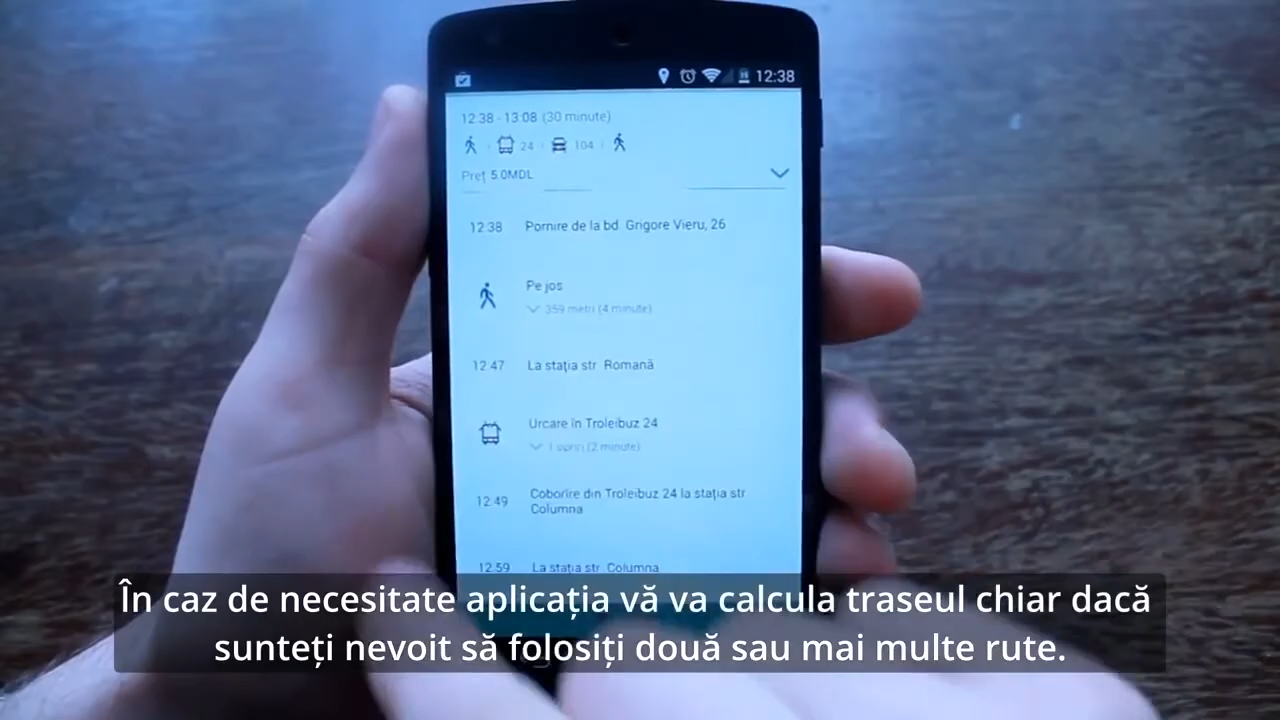 12:38
12:38 - 13:08 (30 minute)
24 104
Preț 5.0MDL
12:38 Pornire de la bd Grigore Vieru, 26
Pe jos
359 metri (4 minute)
12:47 La stația str Romană
Urcare în Troleibuz 24
1 opriri (2 minute)
12:49 Coborîre din Troleibuz 24 la stația str
Columna
12:59 La stația str Columna
În caz de necesitate aplicația vă va calcula traseul chiar dacă
sunteți nevoit să folosiți două sau mai multe rute.